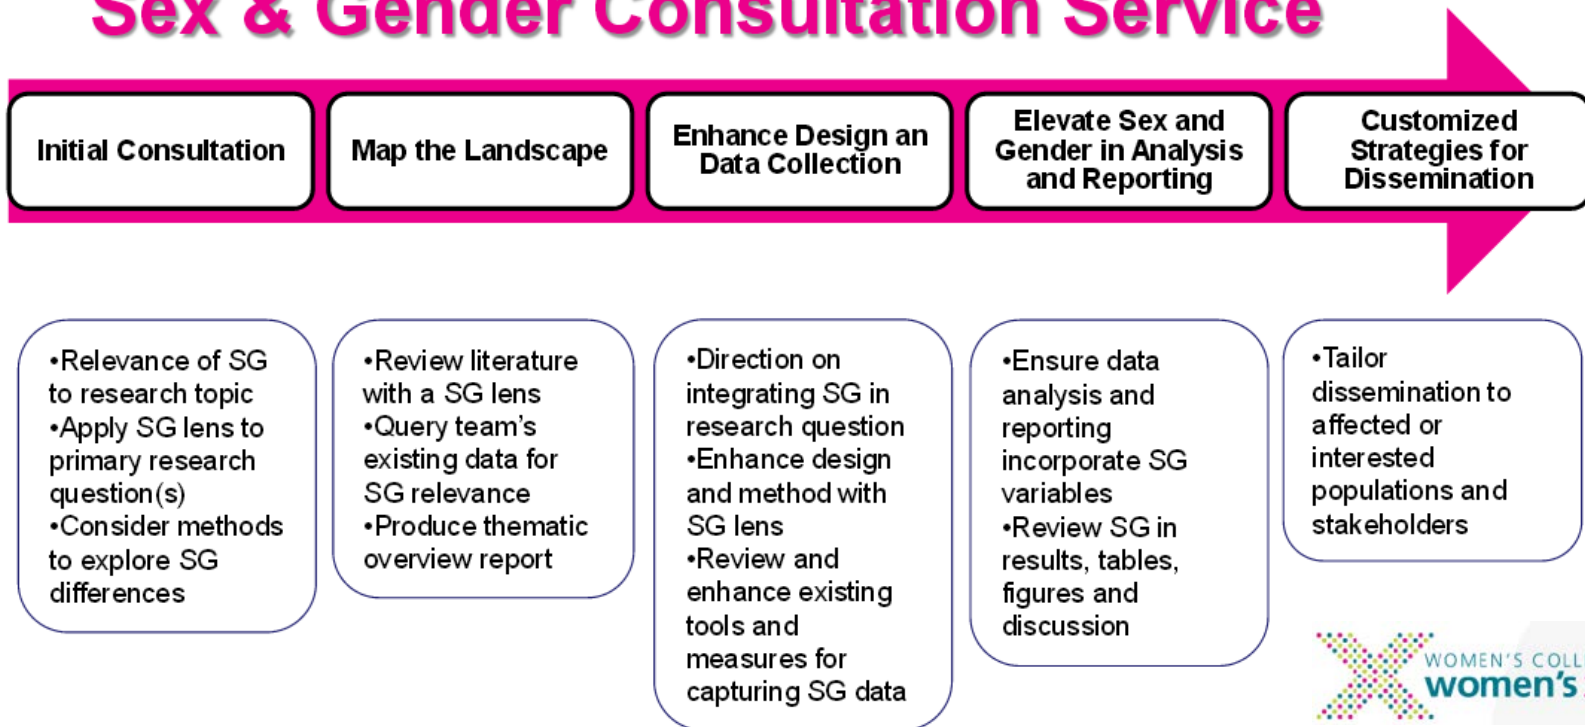 Sex & Gender Consultation Service
Initial Consultation
Map the Landscape
Enhance Design an
Data Collection
Elevate Sex and
Gender in Analysis
and Reporting
Customized
Strategies for
Dissemination
•Relevance of SG
to research topic
•Apply SG lens to
primary research
question(s)
•Consider methods
to explore SG
differences
•Review literature
with a SG lens
•Query team's
existing data for
SG relevance
•Produce thematic
overview report
•Direction on
integrating SG in
research question
•Enhance design
and method with
SG lens
•Review and
enhance existing
tools and
measures for
capturing SG data
•Ensure data
analysis and
reporting
incorporate SG
variables
•Review SG in
results, tables,
figures and
discussion
•Tailor
dissemination to
affected or
interested
populations and
stakeholders
WOMEN'S COLL
women's